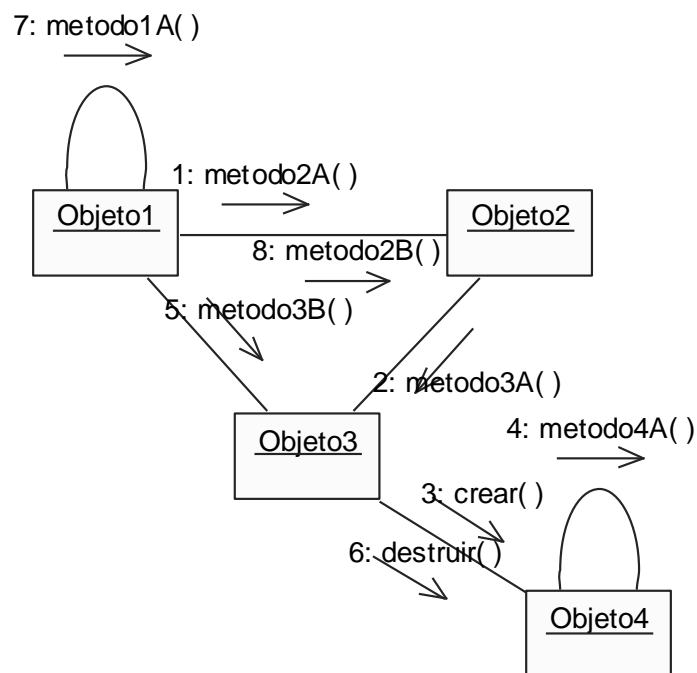 7: metodo1A( )
1: metodo2A( )
Objeto1
Objeto2
8: metodo2B( )
5: metodo3B( )
2: metodo3A( )
Objeto3
4: metodo4A( )
3: crear( )
6: destruir( )
Objeto4